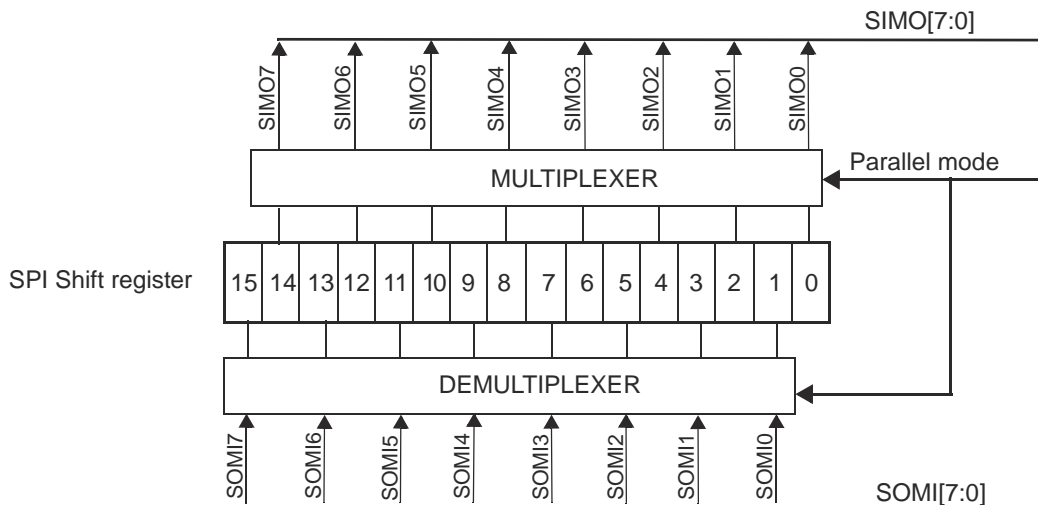 SIMO[7:0]
SIMO7 SIMO6 SIMO5 SIMO4 SIMO3 SIMO2 SIMO1 SIMO0
Parallel mode
MULTIPLEXER
SPI Shift register
15 14 13 12 11 10 9 8 7 6 5 4 3 2 1 0
DEMULTIPLEXER
SOMI7 SOMI6 SOMI5 SOMI4 SOMI3 SOMI2 SOMI1 SOMI0
SOMI[7:0]